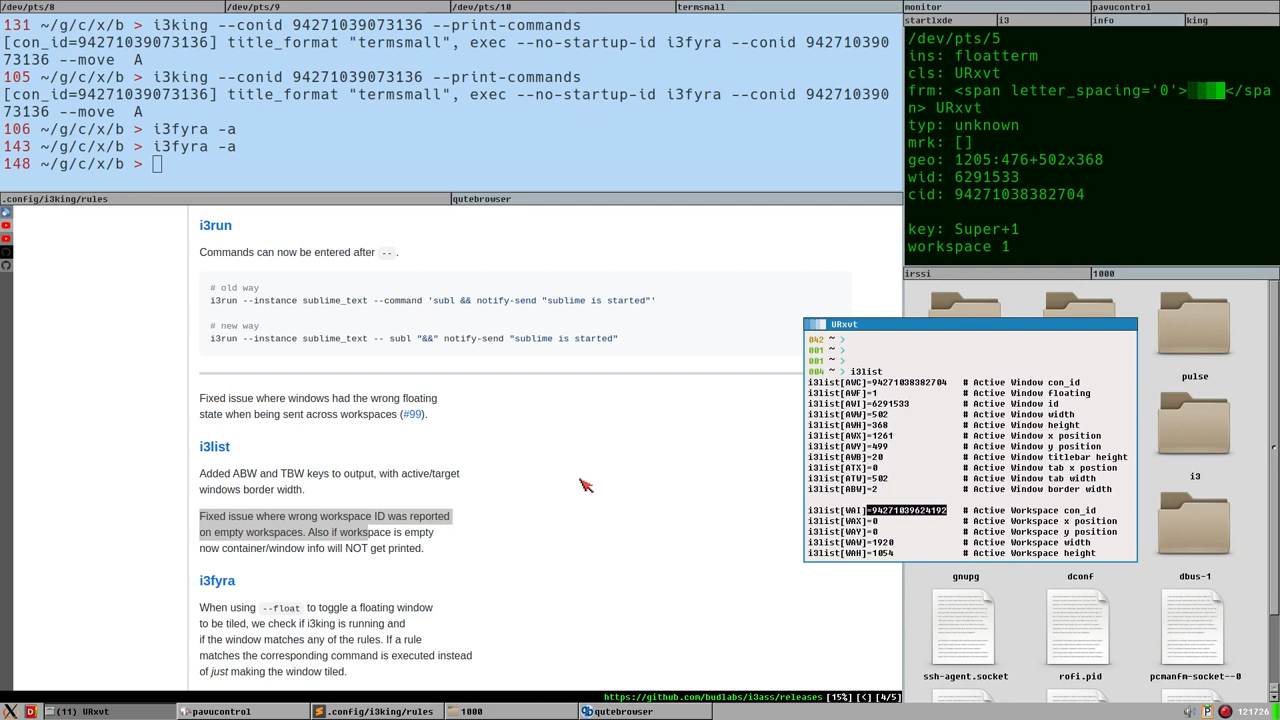 /dev/pts/8 /dev/pts/9 /dev/pts/10 termsmall
131 ~/g/c/x/b > i3king --conid 94271039073136 --print-commands
[con_id=94271039073136] title_format "termsmall", exec --no-startup-id i3fyra --conid 942710390
73136 --move A
105 ~/g/c/x/b > i3king --conid 94271039073136 --print-commands
[con_id=94271039073136] title_format "termsmall", exec --no-startup-id i3fyra --conid 942710390
73136 --move A
106 ~/g/c/x/b > i3fyra -a
143 ~/g/c/x/b > i3fyra -a
148 ~/g/c/x/b >
monitor pavucontrol
startlxde i3 info king
/dev/pts/5
ins: floatterm
cls: URxvt
frm: <span letter_spacing='0'></spa
n> URxvt
typ: unknown
mrk: []
geo: 1205:476+502x368
wid: 6291533
cid: 94271038382704
key: Super+1
workspace 1
.config/i3king/rules qutebrowser
i3run
Commands can now be entered after --.
# old way
i3run --instance sublime_text --command 'subl && notify-send "sublime is started"'
# new way
i3run --instance sublime_text -- subl "&&" notify-send "sublime is started"
Fixed issue where windows had the wrong floating
state when being sent across workspaces (#99).
i3list
Added ABW and TBW keys to output, with active/target
windows border width.
Fixed issue where wrong workspace ID was reported
on empty workspaces. Also if workspace is empty
now container/window info will NOT get printed.
i3fyra
When using --float to toggle a floating window
to be tiled, we check if i3king is running and
if the window matches any of the rules. If a rule
matches the corresponding command is executed instead
of just making the window tiled.
https://github.com/budlabs/i3ass/releases [15%] [<] [4/5]
irssi 1000
pulse
i3
gnupg dconf dbus-1
ssh-agent.socket rofi.pid pcmanfm-socket--0
URxvt
042 ~ >
001 ~ >
001 ~ >
004 ~ > i3list
i3list[AWC]=94271038382704 # Active Window con_id
i3list[AWF]=1 # Active Window floating
i3list[AWI]=6291533 # Active Window id
i3list[AWW]=502 # Active Window width
i3list[AWH]=368 # Active Window height
i3list[AWX]=1261 # Active Window x position
i3list[AWY]=499 # Active Window y position
i3list[AWB]=20 # Active Window titlebar height
i3list[ATX]=0 # Active Window tab x postion
i3list[ATW]=502 # Active Window tab width
i3list[ABW]=2 # Active Window border width
i3list[WAI]=94271039624192 # Active Workspace con_id
i3list[WAX]=0 # Active Workspace x position
i3list[WAY]=0 # Active Workspace y position
i3list[WAW]=1920 # Active Workspace width
i3list[WAH]=1054 # Active Workspace height
(11) URxvt pavucontrol .config/i3king/rules 1000 qutebrowser 121726